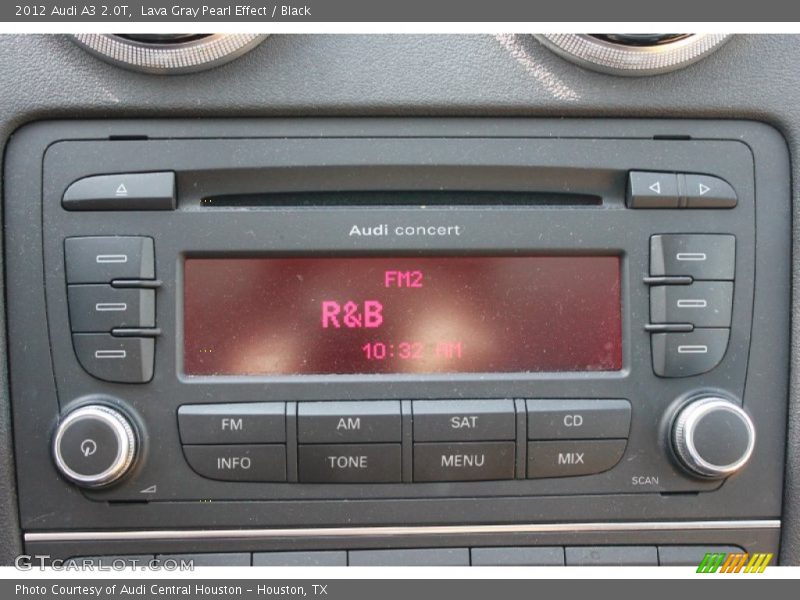 2012 Audi A3 2.0T, Lava Gray Pearl Effect / Black
Audi concert
FM2
R&B
10:32 AM
FM AM SAT CD
INFO TONE MENU MIX
SCAN
GTCARLOT.COM
Photo Courtesy of Audi Central Houston - Houston, TX